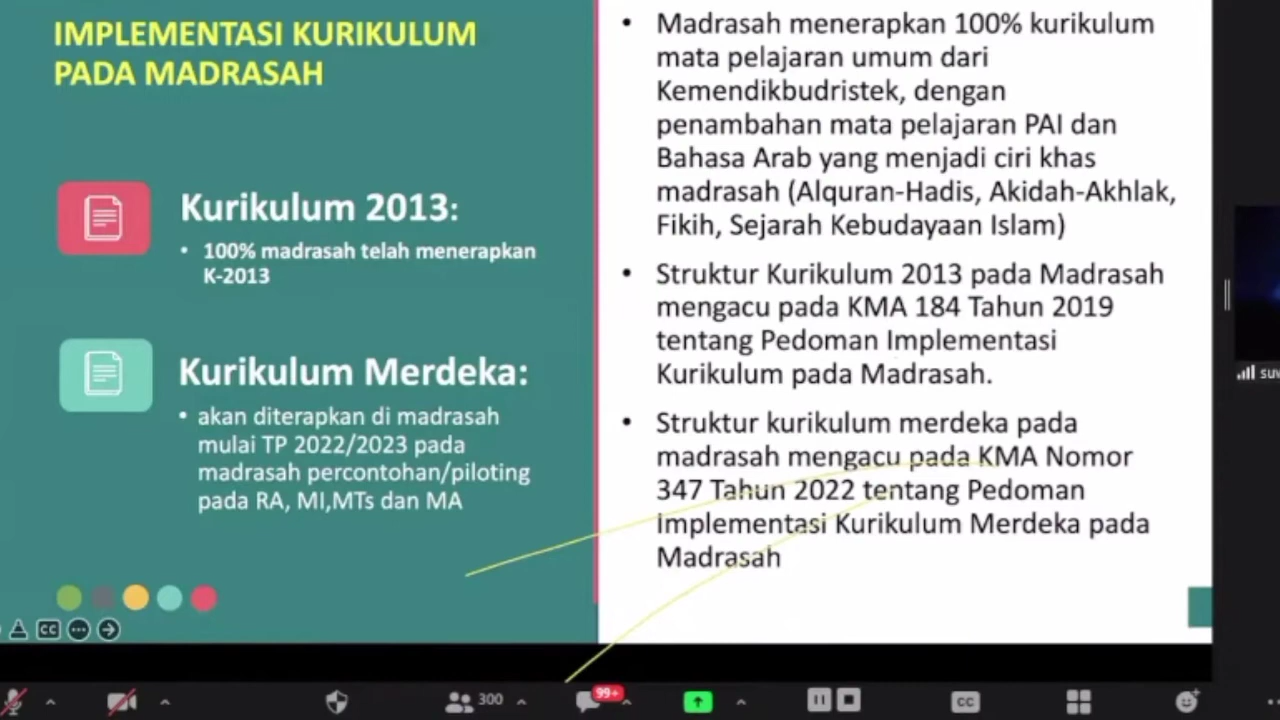 IMPLEMENTASI KURIKULUM
PADA MADRASAH
Kurikulum 2013:
• 100% madrasah telah menerapkan
K-2013
Kurikulum Merdeka:
• akan diterapkan di madrasah
mulai TP 2022/2023 pada
madrasah percontohan/piloting
pada RA, MI,MTs dan MA
• Madrasah menerapkan 100% kurikulum
mata pelajaran umum dari
Kemendikbudristek, dengan
penambahan mata pelajaran PAI dan
Bahasa Arab yang menjadi ciri khas
madrasah (Alquran-Hadis, Akidah-Akhlak,
Fikih, Sejarah Kebudayaan Islam)
• Struktur Kurikulum 2013 pada Madrasah
mengacu pada KMA 184 Tahun 2019
tentang Pedoman Implementasi
Kurikulum pada Madrasah.
• Struktur kurikulum merdeka pada
madrasah mengacu pada KMA Nomor
347 Tahun 2022 tentang Pedoman
Implementasi Kurikulum Merdeka pada
Madrasah
CC
300
99+
CC